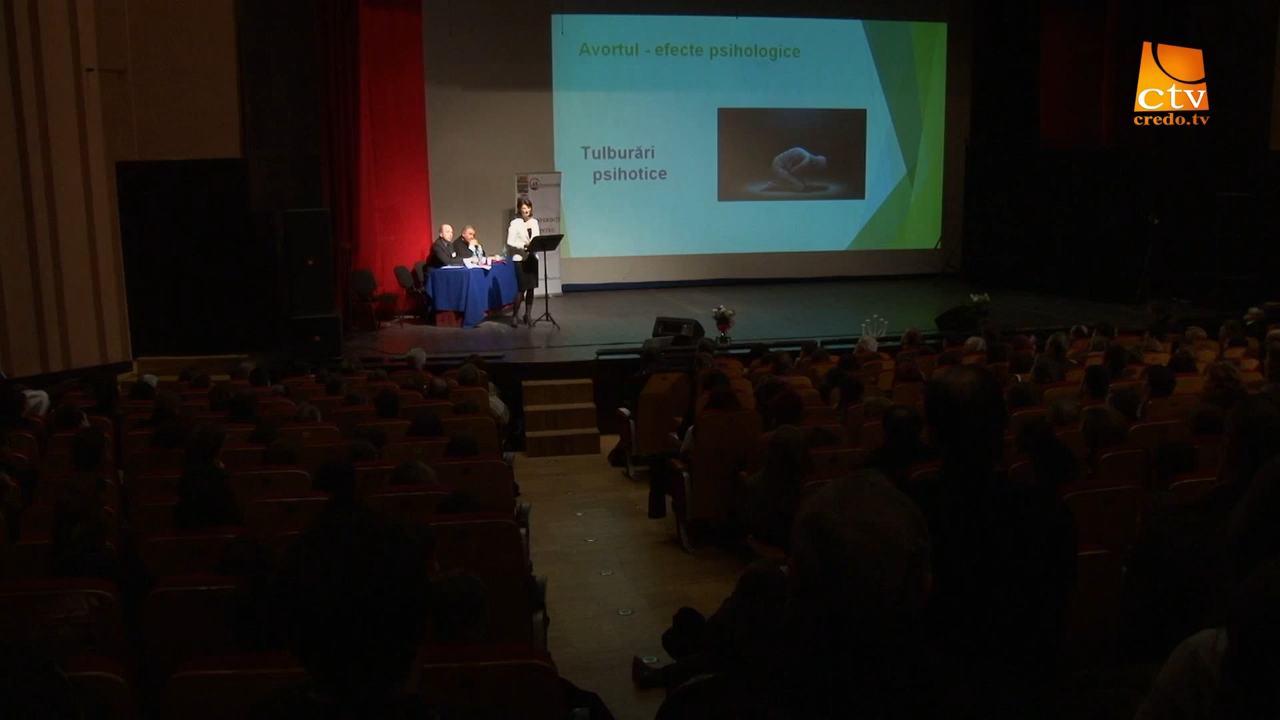 Avortul - efecte psihologice
Tulburări
psihotice
ctv
credo.tv